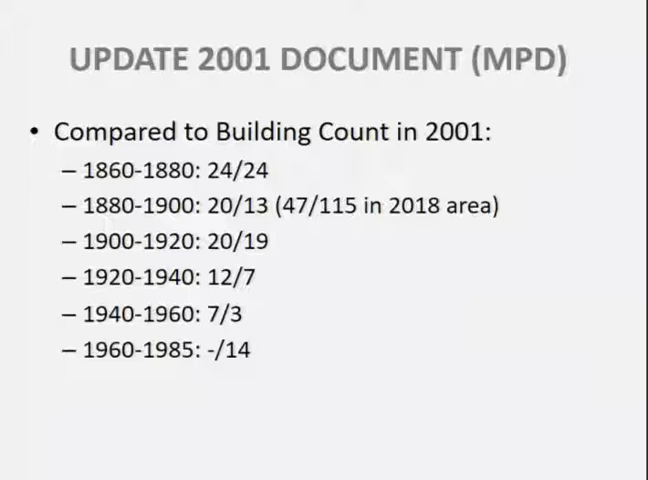 UPDATE 2001 DOCUMENT (MPD)
• Compared to Building Count in 2001:
– 1860-1880: 24/24
– 1880-1900: 20/13 (47/115 in 2018 area)
– 1900-1920: 20/19
– 1920-1940: 12/7
– 1940-1960: 7/3
– 1960-1985: -/14